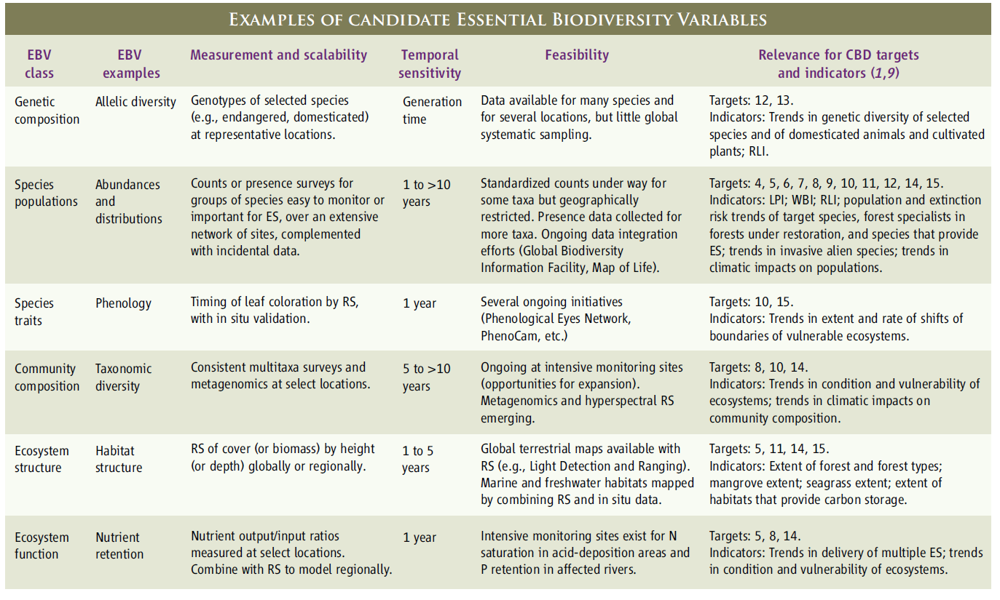 EXAMPLES OF CANDIDATE ESSENTIAL BIODIVERSITY VARIABLES
EBV class
EBV examples
Measurement and scalability
Temporal sensitivity
Feasibility
Relevance for CBD targets and indicators (1,9)
Genetic composition
Allelic diversity
Genotypes of selected species
(e.g., endangered, domesticated)
at representative locations.
Generation time
Data available for many species and
for several locations, but little global
systematic sampling.
Targets: 12, 13.
Indicators: Trends in genetic diversity of selected
species and of domesticated animals and cultivated
plants; RLI.
Species populations
Abundances and distributions
Counts or presence surveys for
groups of species easy to monitor or
important for ES, over an extensive
network of sites, complemented
with incidental data.
1 to >10 years
Standardized counts under way for
some taxa but geographically
restricted. Presence data collected for
more taxa. Ongoing data integration
efforts (Global Biodiversity
Information Facility, Map of Life).
Targets: 4, 5, 6, 7, 8, 9, 10, 11, 12, 14, 15.
Indicators: LPI; WBI; RLI; population and extinction
risk trends of target species, forest specialists in
forests under restoration, and species that provide
ES; trends in invasive alien species; trends in
climatic impacts on populations.
Species traits
Phenology
Timing of leaf coloration by RS,
with in situ validation.
1 year
Several ongoing initiatives
(Phenological Eyes Network,
PhenoCam, etc.)
Targets: 10, 15.
Indicators: Trends in extent and rate of shifts of
boundaries of vulnerable ecosystems.
Community composition
Taxonomic diversity
Consistent multitaxa surveys and
metagenomics at select locations.
5 to >10 years
Ongoing at intensive monitoring sites
(opportunities for expansion).
Metagenomics and hyperspectral RS
emerging.
Targets: 8, 10, 14.
Indicators: Trends in condition and vulnerability of
ecosystems; trends in climatic impacts on
community composition.
Ecosystem structure
Habitat structure
RS of cover (or biomass) by height
(or depth) globally or regionally.
1 to 5 years
Global terrestrial maps available with
RS (e.g., Light Detection and Ranging).
Marine and freshwater habitats mapped
by combining RS and in situ data.
Targets: 5, 11, 14, 15.
Indicators: Extent of forest and forest types;
mangrove extent; seagrass extent; extent of
habitats that provide carbon storage.
Ecosystem function
Nutrient retention
Nutrient output/input ratios
measured at select locations.
Combine with RS to model regionally.
1 year
Intensive monitoring sites exist for N
saturation in acid-deposition areas and
P retention in affected rivers.
Targets: 5, 8, 14.
Indicators: Trends in delivery of multiple ES; trends
in condition and vulnerability of ecosystems.